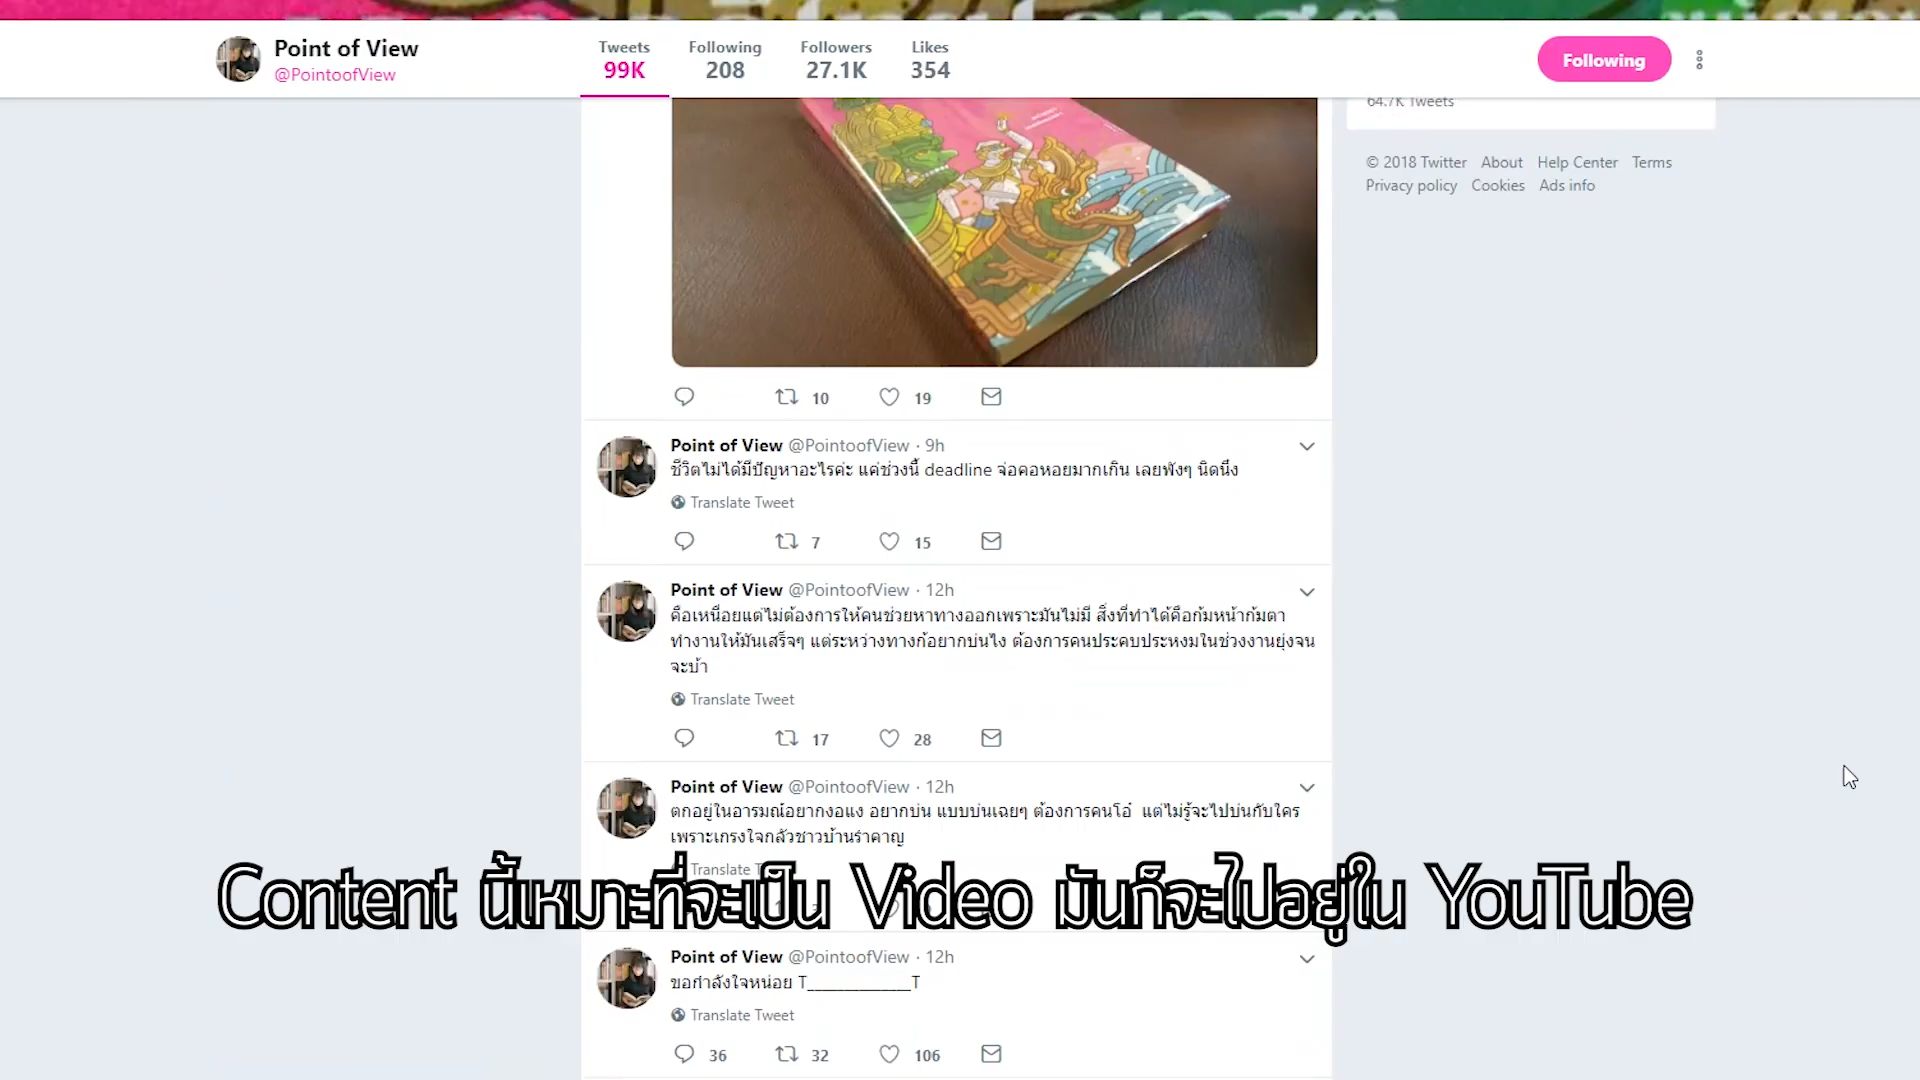 Point of View
@PointoofView
Tweets
99K
Following
208
Followers
27.1K
Likes
354
Following
64.7K Tweets
© 2018 Twitter About Help Center Terms
Privacy policy Cookies Ads info
10 19
Point of View @PointoofView · 9h
ชีวิตไม่ได้มีปัญหาอะไรค่ะ แค่ช่วงนี้ deadline จ่อคอหอยมากเกิน เลยพังๆ นิดนึง
Translate Tweet
7 15
Point of View @PointoofView · 12h
คือเหนื่อยแต่ไม่ต้องการให้คนช่วยหาทางออกเพราะมันไม่มี สิ่งที่ทำได้คือก้มหน้าก้มตา
ทำงานให้มันเสร็จๆ แต่ระหว่างทางก้อยากบ่นไง ต้องการคนประคบประหงมในช่วงงานยุ่งจน
จะบ้า
Translate Tweet
17 28
Point of View @PointoofView · 12h
ตกอยู่ในอารมณ์อยากงอแง อยากบ่น แบบบ่นเฉยๆ ต้องการคนโอ๋ แต่ไม่รู้จะไปบ่นกับใคร
เพราะเกรงใจกลัวชาวบ้านรำคาญ
Translate
Content นี้เหมาะที่จะเป็น Video มันก็จะไปอยู่ใน YouTube
Point of View @PointoofView · 12h
ขอกำลังใจหน่อย T______________T
Translate Tweet
36 32 106